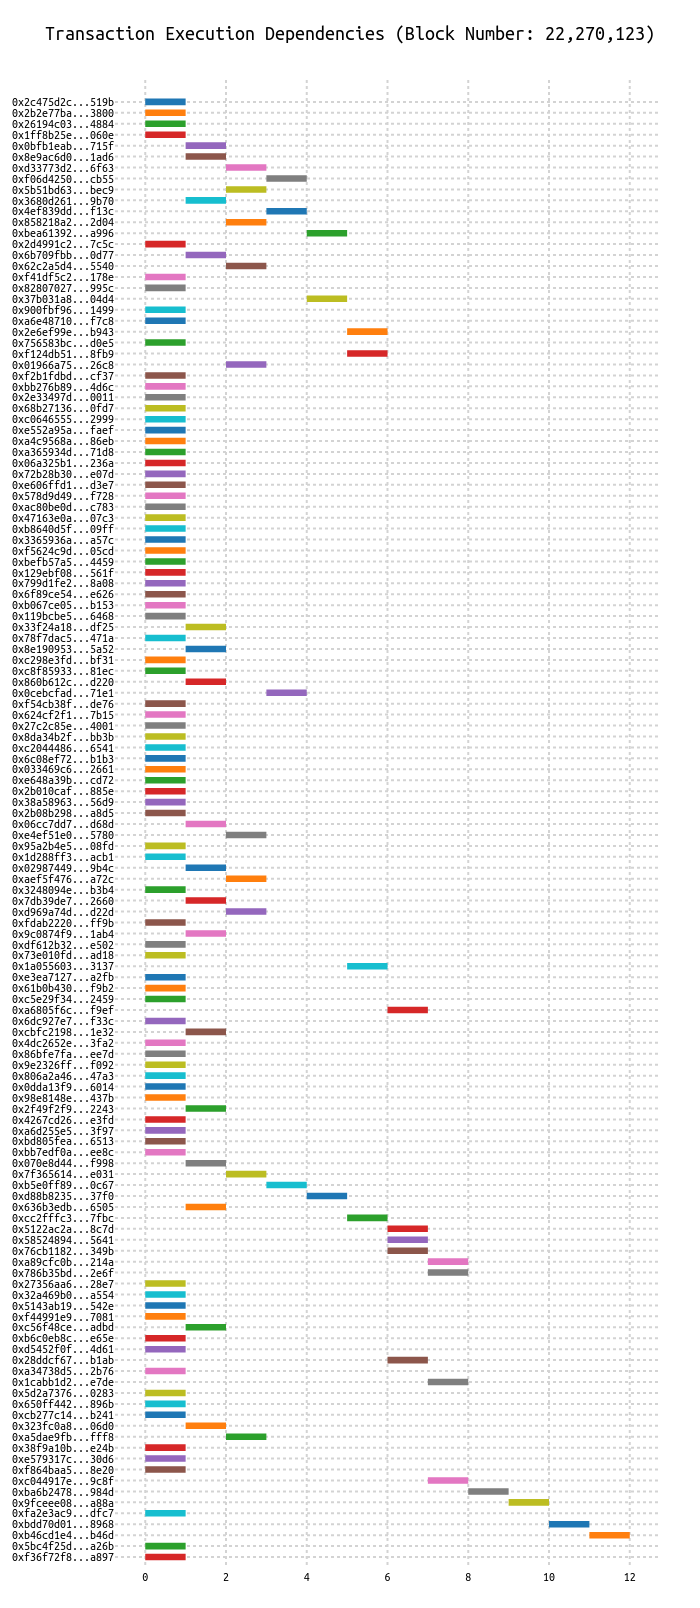 Transaction Execution Dependencies (Block Number: 22,270,123)
0x2c475d2c...519b
0x2b2e77ba...3800
0x26194c03...4884
0x1ff8b25e...060e
0x0bfb1eab...715f
0x8e9ac6d0...1ad6
0xd33773d2...6f63
0xf06d4250...cb55
0x5b51bd63...bec9
0x3680d261...9b70
0x4ef839dd...f13c
0x858218a2...2d04
0xbea61392...a996
0x2d4991c2...7c5c
0x6b709fbb...0d77
0x62c2a5d4...5540
0xf41df5c2...178e
0x82807027...995c
0x37b031a8...04d4
0x900fbf96...1499
0xa6e48710...f7c8
0x2e6ef99e...b943
0x756583bc...d0e5
0xf124db51...8fb9
0x01966a75...26c8
0xf2b1fdbd...cf37
0xbb276b89...4d6c
0x2e33497d...0011
0x68b27136...0fd7
0xc0646555...2999
0xe552a95a...faef
0xa4c9568a...86eb
0xa365934d...71d8
0x06a325b1...236a
0x72b28b30...e07d
0xe606ffd1...d3e7
0x578d9d49...f728
0xac80be0d...c783
0x47163e0a...07c3
0xb8640d5f...09ff
0x3365936a...a57c
0xf5624c9d...05cd
0xbefb57a5...4459
0x129ebf08...561f
0x799d1fe2...8a08
0x6f89ce54...e626
0xb067ce05...b153
0x119bcbe5...6468
0x33f24a18...df25
0x78f7dac5...471a
0x8e190953...5a52
0xc298e3fd...bf31
0xc8f85933...81ec
0x860b612c...d220
0x0cebcfad...71e1
0xf54cb38f...de76
0x624cf2f1...7b15
0x27c2c85e...4001
0x8da34b2f...bb3b
0xc2044486...6541
0x6c08ef72...b1b3
0x033469c6...2661
0xe648a39b...cd72
0x2b010caf...885e
0x38a58963...56d9
0x2b08b298...a8d5
0x06cc7dd7...d68d
0xe4ef51e0...5780
0x95a2b4e5...08fd
0x1d288ff3...acb1
0x02987449...9b4c
0xaef5f476...a72c
0x3248094e...b3b4
0x7db39de7...2660
0xd969a74d...d22d
0xfdab2220...ff9b
0x9c0874f9...1ab4
0xdf612b32...e502
0x73e010fd...ad18
0x1a055603...3137
0xe3ea7127...a2fb
0x61b0b430...f9b2
0xc5e29f34...2459
0xa6805f6c...f9ef
0x6dc927e7...f33c
0xcbfc2198...1e32
0x4dc2652e...3fa2
0x86bfe7fa...ee7d
0x9e2326ff...f092
0x806a2a46...47a3
0x0dda13f9...6014
0x98e8148e...437b
0x2f49f2f9...2243
0x4267cd26...e3fd
0xa6d255e5...3f97
0xbd805fea...6513
0xbb7edf0a...ee8c
0x070e8d44...f998
0x7f365614...e031
0xb5e0ff89...0c67
0xd88b8235...37f0
0x636b3edb...6505
0xcc2fffc3...7fbc
0x5122ac2a...8c7d
0x58524894...5641
0x76cb1182...349b
0xa89cfc0b...214a
0x786b35bd...2e6f
0x27356aa6...28e7
0x32a469b0...a554
0x5143ab19...542e
0xf44991e9...7081
0xc56f48ce...adbd
0xb6c0eb8c...e65e
0xd5452f0f...4d61
0x28ddcf67...b1ab
0xa34738d5...2b76
0x1cabb1d2...e7de
0x5d2a7376...0283
0x650ff442...896b
0xcb277c14...b241
0x323fc0a8...06d0
0xa5dae9fb...fff8
0x38f9a10b...e24b
0xe579317c...30d6
0xf864baa5...8e20
0xc044917e...9c8f
0xba6b2478...984d
0x9fceee08...a88a
0xfa2e3ac9...dfc7
0xbdd70d01...8968
0xb46cd1e4...b46d
0x5bc4f25d...a26b
0xf36f72f8...a897
0 2 4 6 8 10 12